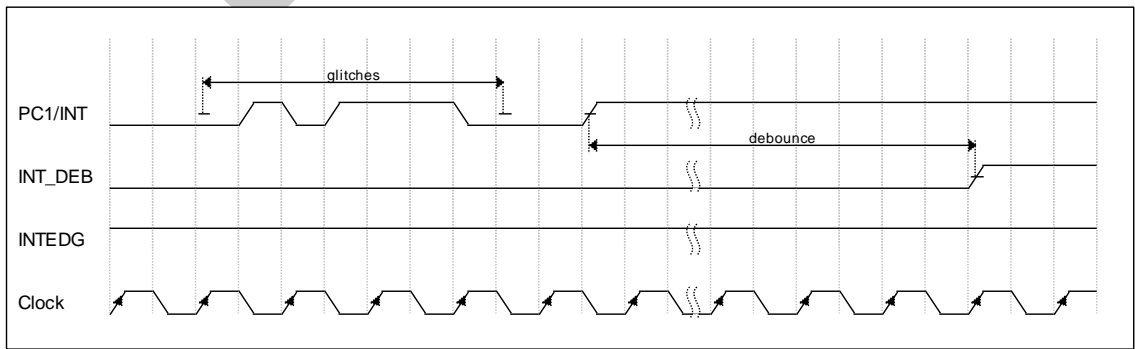 glitches
PC1/INT
debounce
INT_DEB
INTEDG
Clock